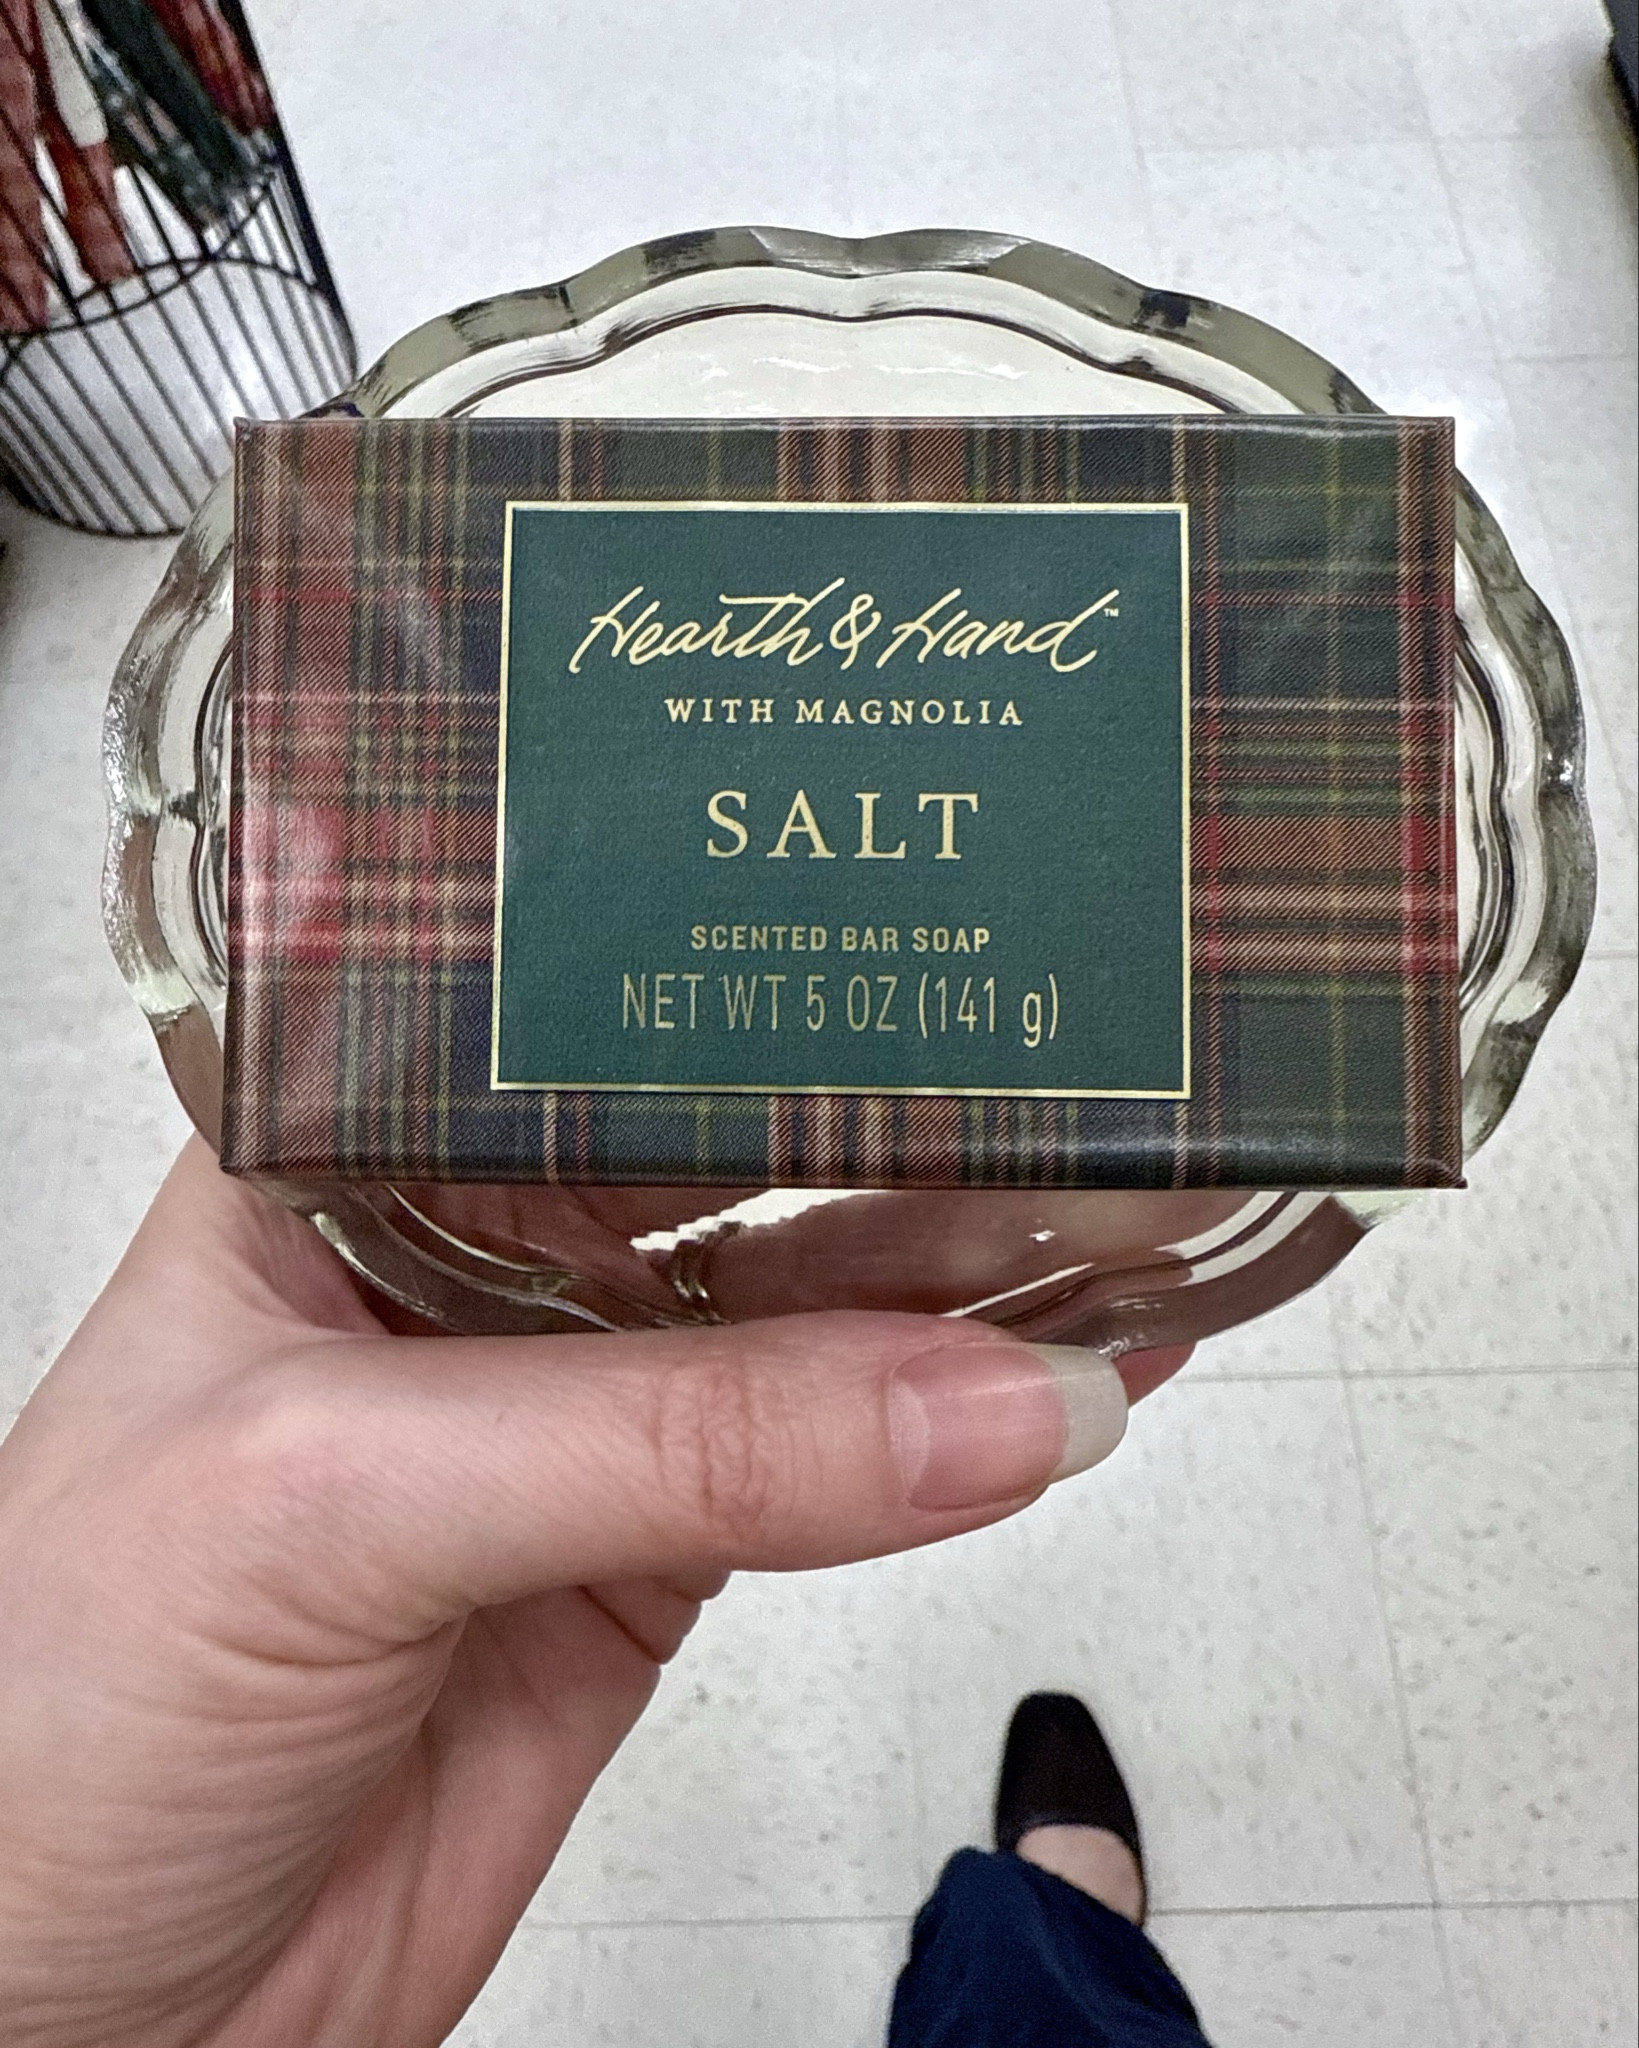 Hearth & Hand™
WITH MAGNOLIA
SALT
SCENTED BAR SOAP
NET WT 5 OZ (141 g)